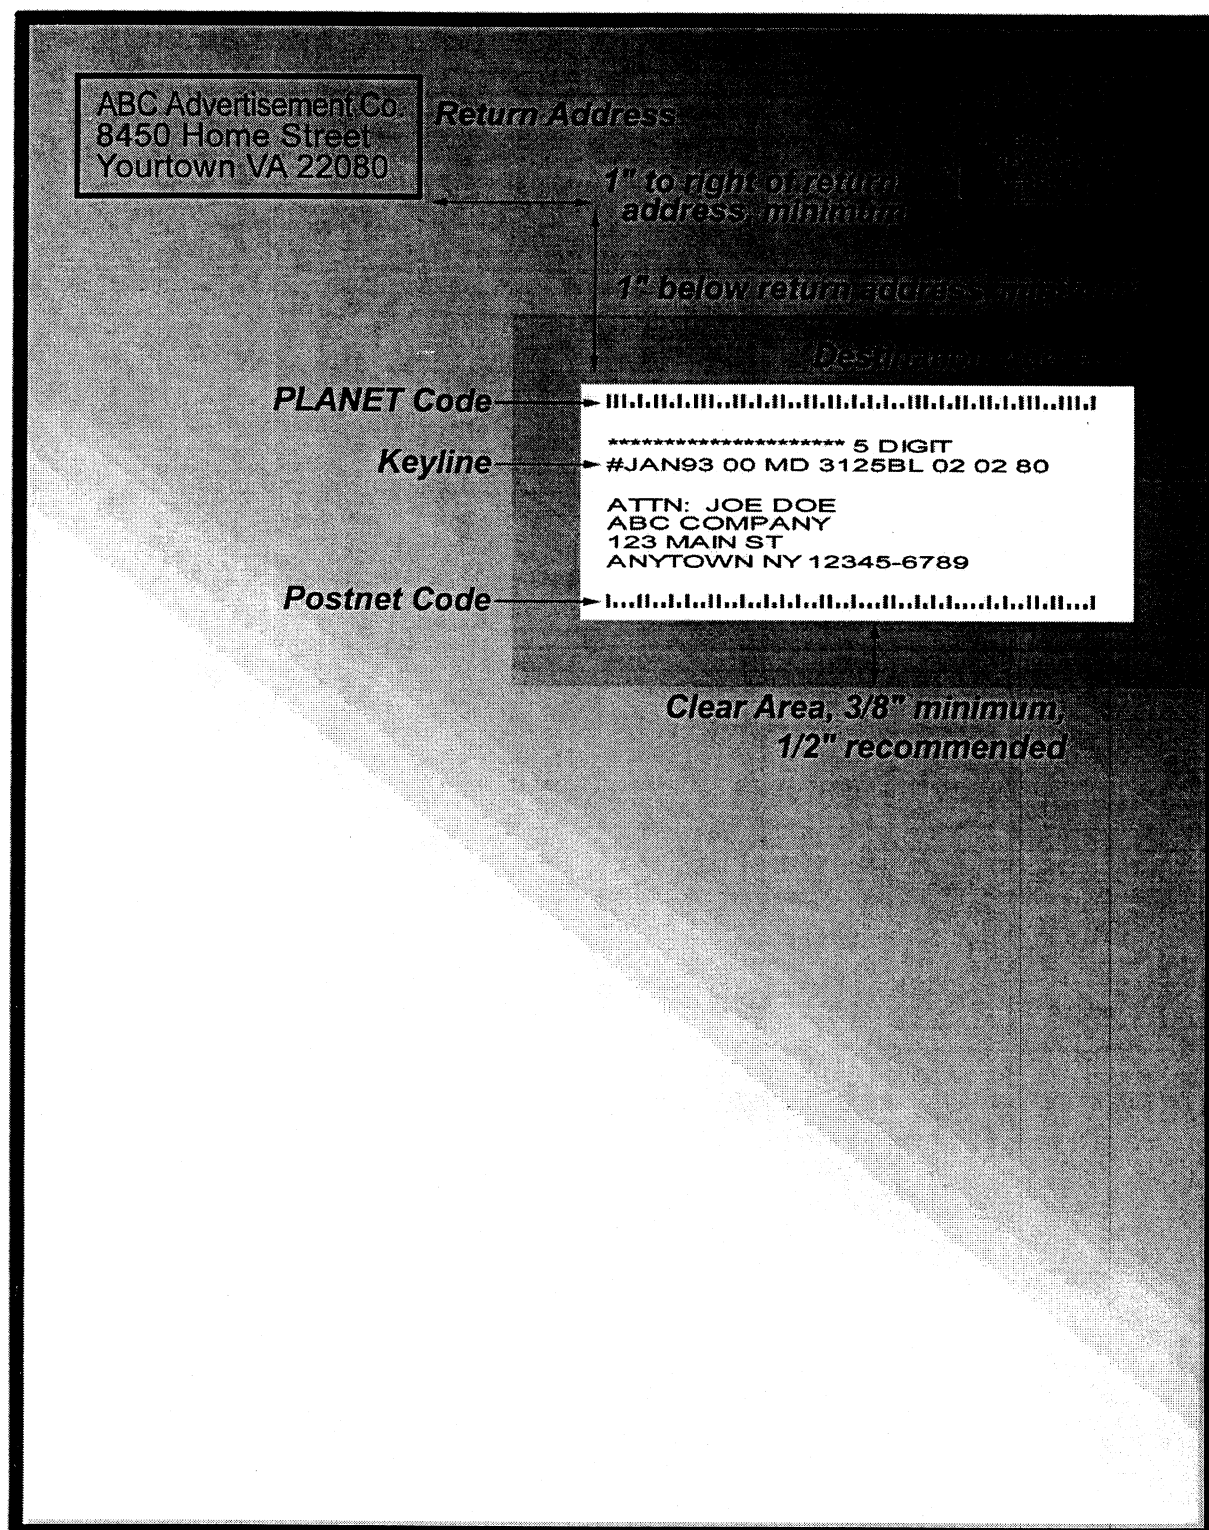 ABC Advertisement Co.
8450 Home Street
Yourtown VA 22080
Return Address
1" to right of return
address, minimum
1" below return address,
PLANET Code
********************* 5 DIGIT
Keyline
#JAN93 00 MD 3125BL 02 02 80
ATTN: JOE DOE
ABC COMPANY
123 MAIN ST
ANYTOWN NY 12345-6789
Postnet Code
Clear Area, 3/8" minimum,
1/2" recommended